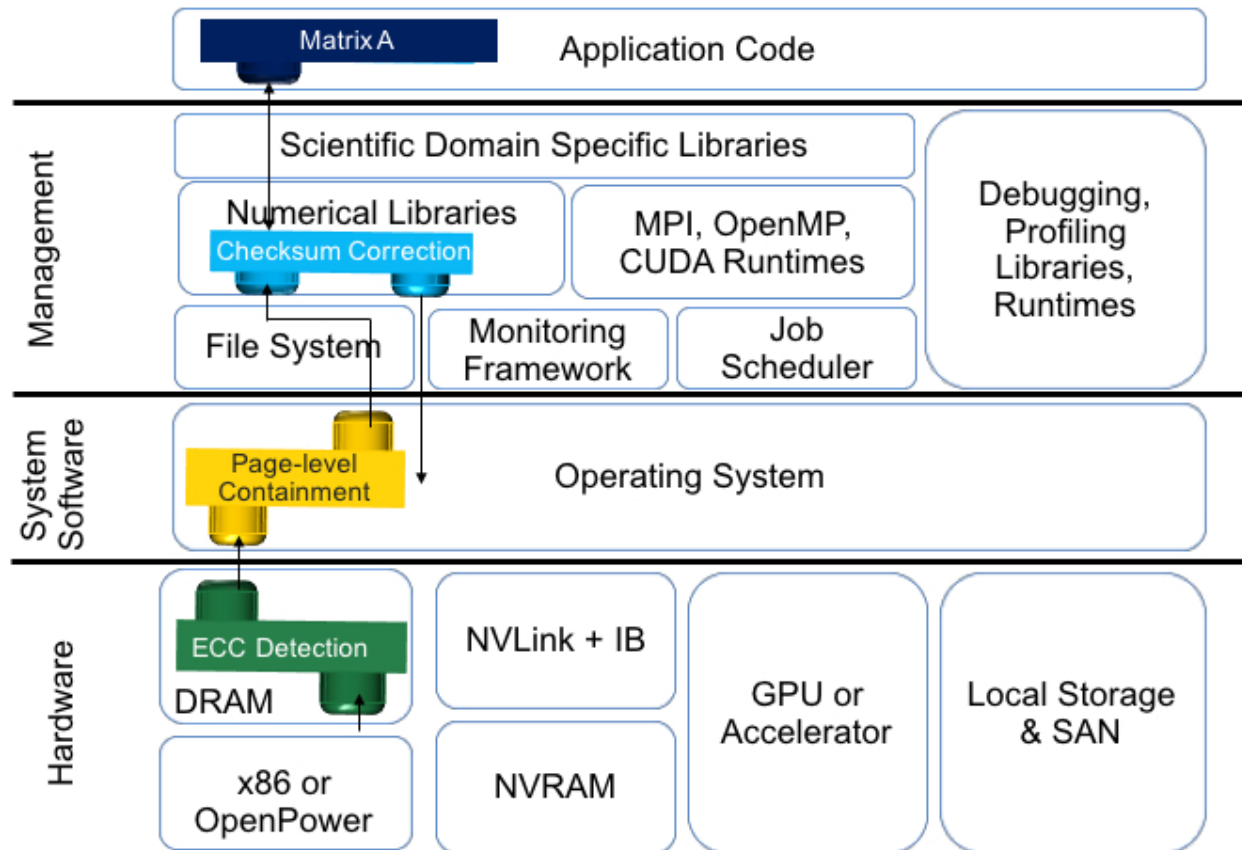 Matrix A
Application Code
Management
Scientific Domain Specific Libraries
Numerical Libraries
Checksum Correction
MPI, OpenMP,
CUDA Runtimes
Debugging,
Profiling
Libraries,
Runtimes
File System
Monitoring
Framework
Job
Scheduler
System
Software
Page-level
Containment
Operating System
Hardware
ECC Detection
DRAM
NVLink + IB
GPU or
Accelerator
Local Storage
& SAN
x86 or
OpenPower
NVRAM